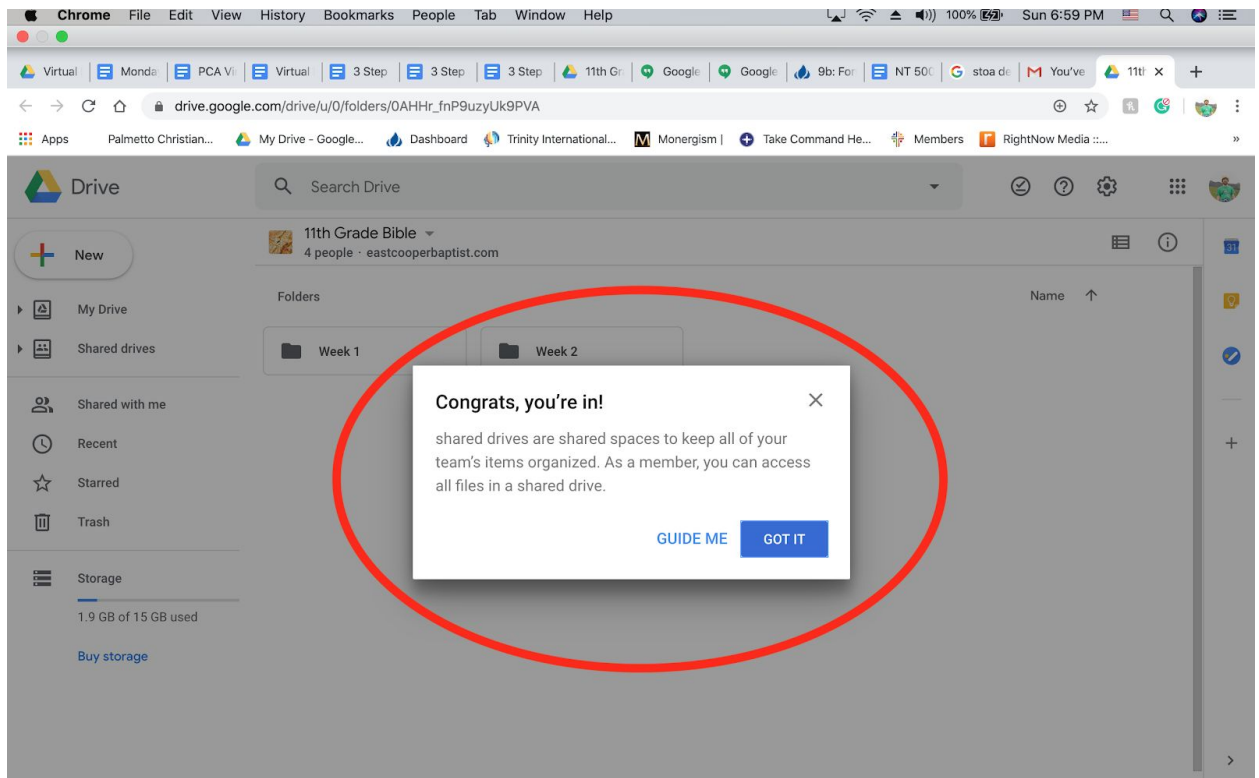 Chrome File Edit View History Bookmarks People Tab Window Help 100% Sun 6:59 PM
Virtual Monda PCA Vi Virtual 3 Step 3 Step 3 Step 11th Gr Google Google 9b: For NT 500 stoa de You've 11th
drive.google.com/drive/u/0/folders/0AHHr_fnP9uzyUk9PVA
Apps Palmetto Christian... My Drive - Google... Dashboard Trinity International... M Monergism | Take Command He... Members RightNow Media ::... »
Drive Search Drive
New
11th Grade Bible
4 people · eastcooperbaptist.com
31
Folders Name
My Drive
Shared drives
Week 1 Week 2
Shared with me
Recent
Starred
Trash
Congrats, you're in!
shared drives are shared spaces to keep all of your
team's items organized. As a member, you can access
all files in a shared drive.
GUIDE ME GOT IT
Storage
1.9 GB of 15 GB used
Buy storage